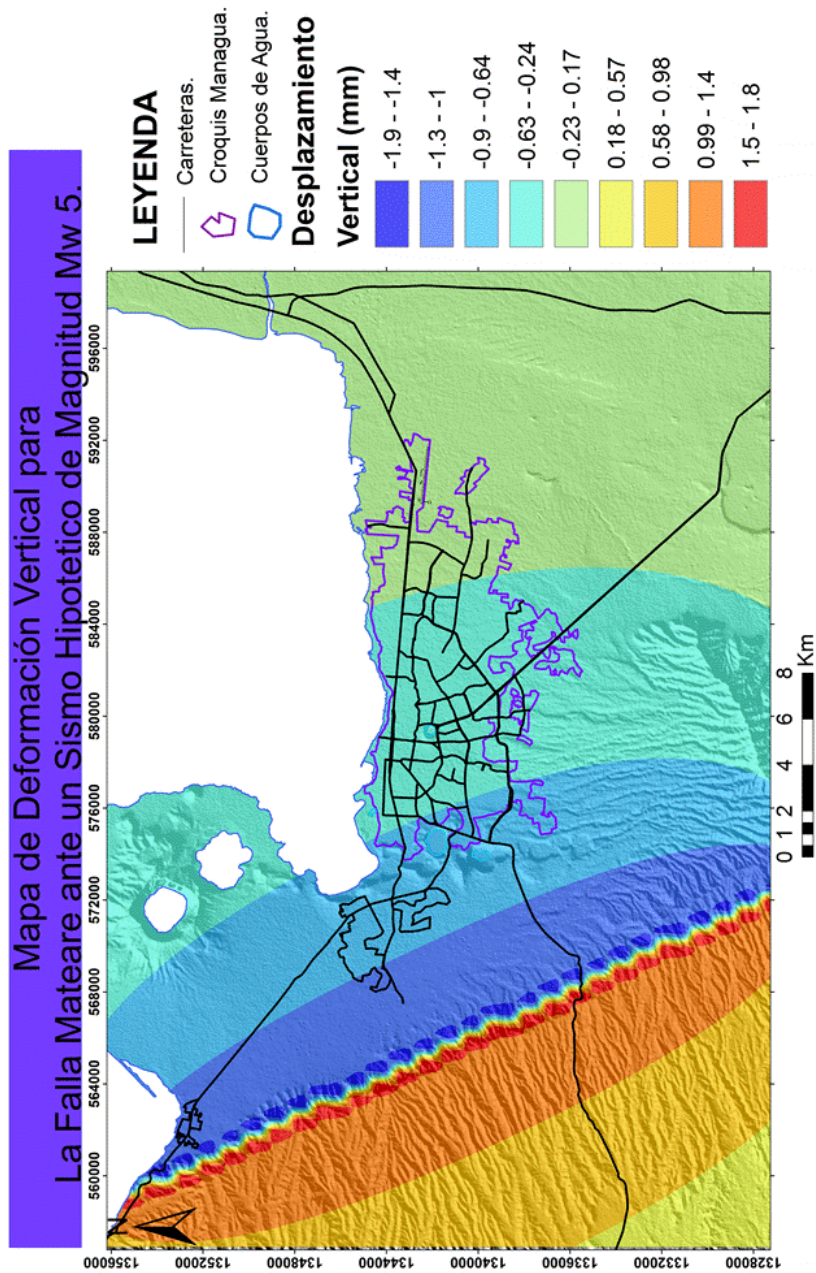 Mapa de Deformación Vertical para
La Falla Mateare ante un Sismo Hipotetico de Magnitud Mw 5.
560000
564000
568000
572000
576000
580000
584000
588000
592000
596000
1356000
1352000
1348000
1344000
1340000
1336000
1332000
1328000
LEYENDA
Carreteras.
Croquis Managua.
Cuerpos de Agua.
Desplazamiento
Vertical (mm)
-1.9 - -1.4
-1.3 - -1
-0.9 - -0.64
-0.63 - -0.24
-0.23 - 0.17
0.18 - 0.57
0.58 - 0.98
0.99 - 1.4
1.5 - 1.8
0 1 2 4 6 8
Km